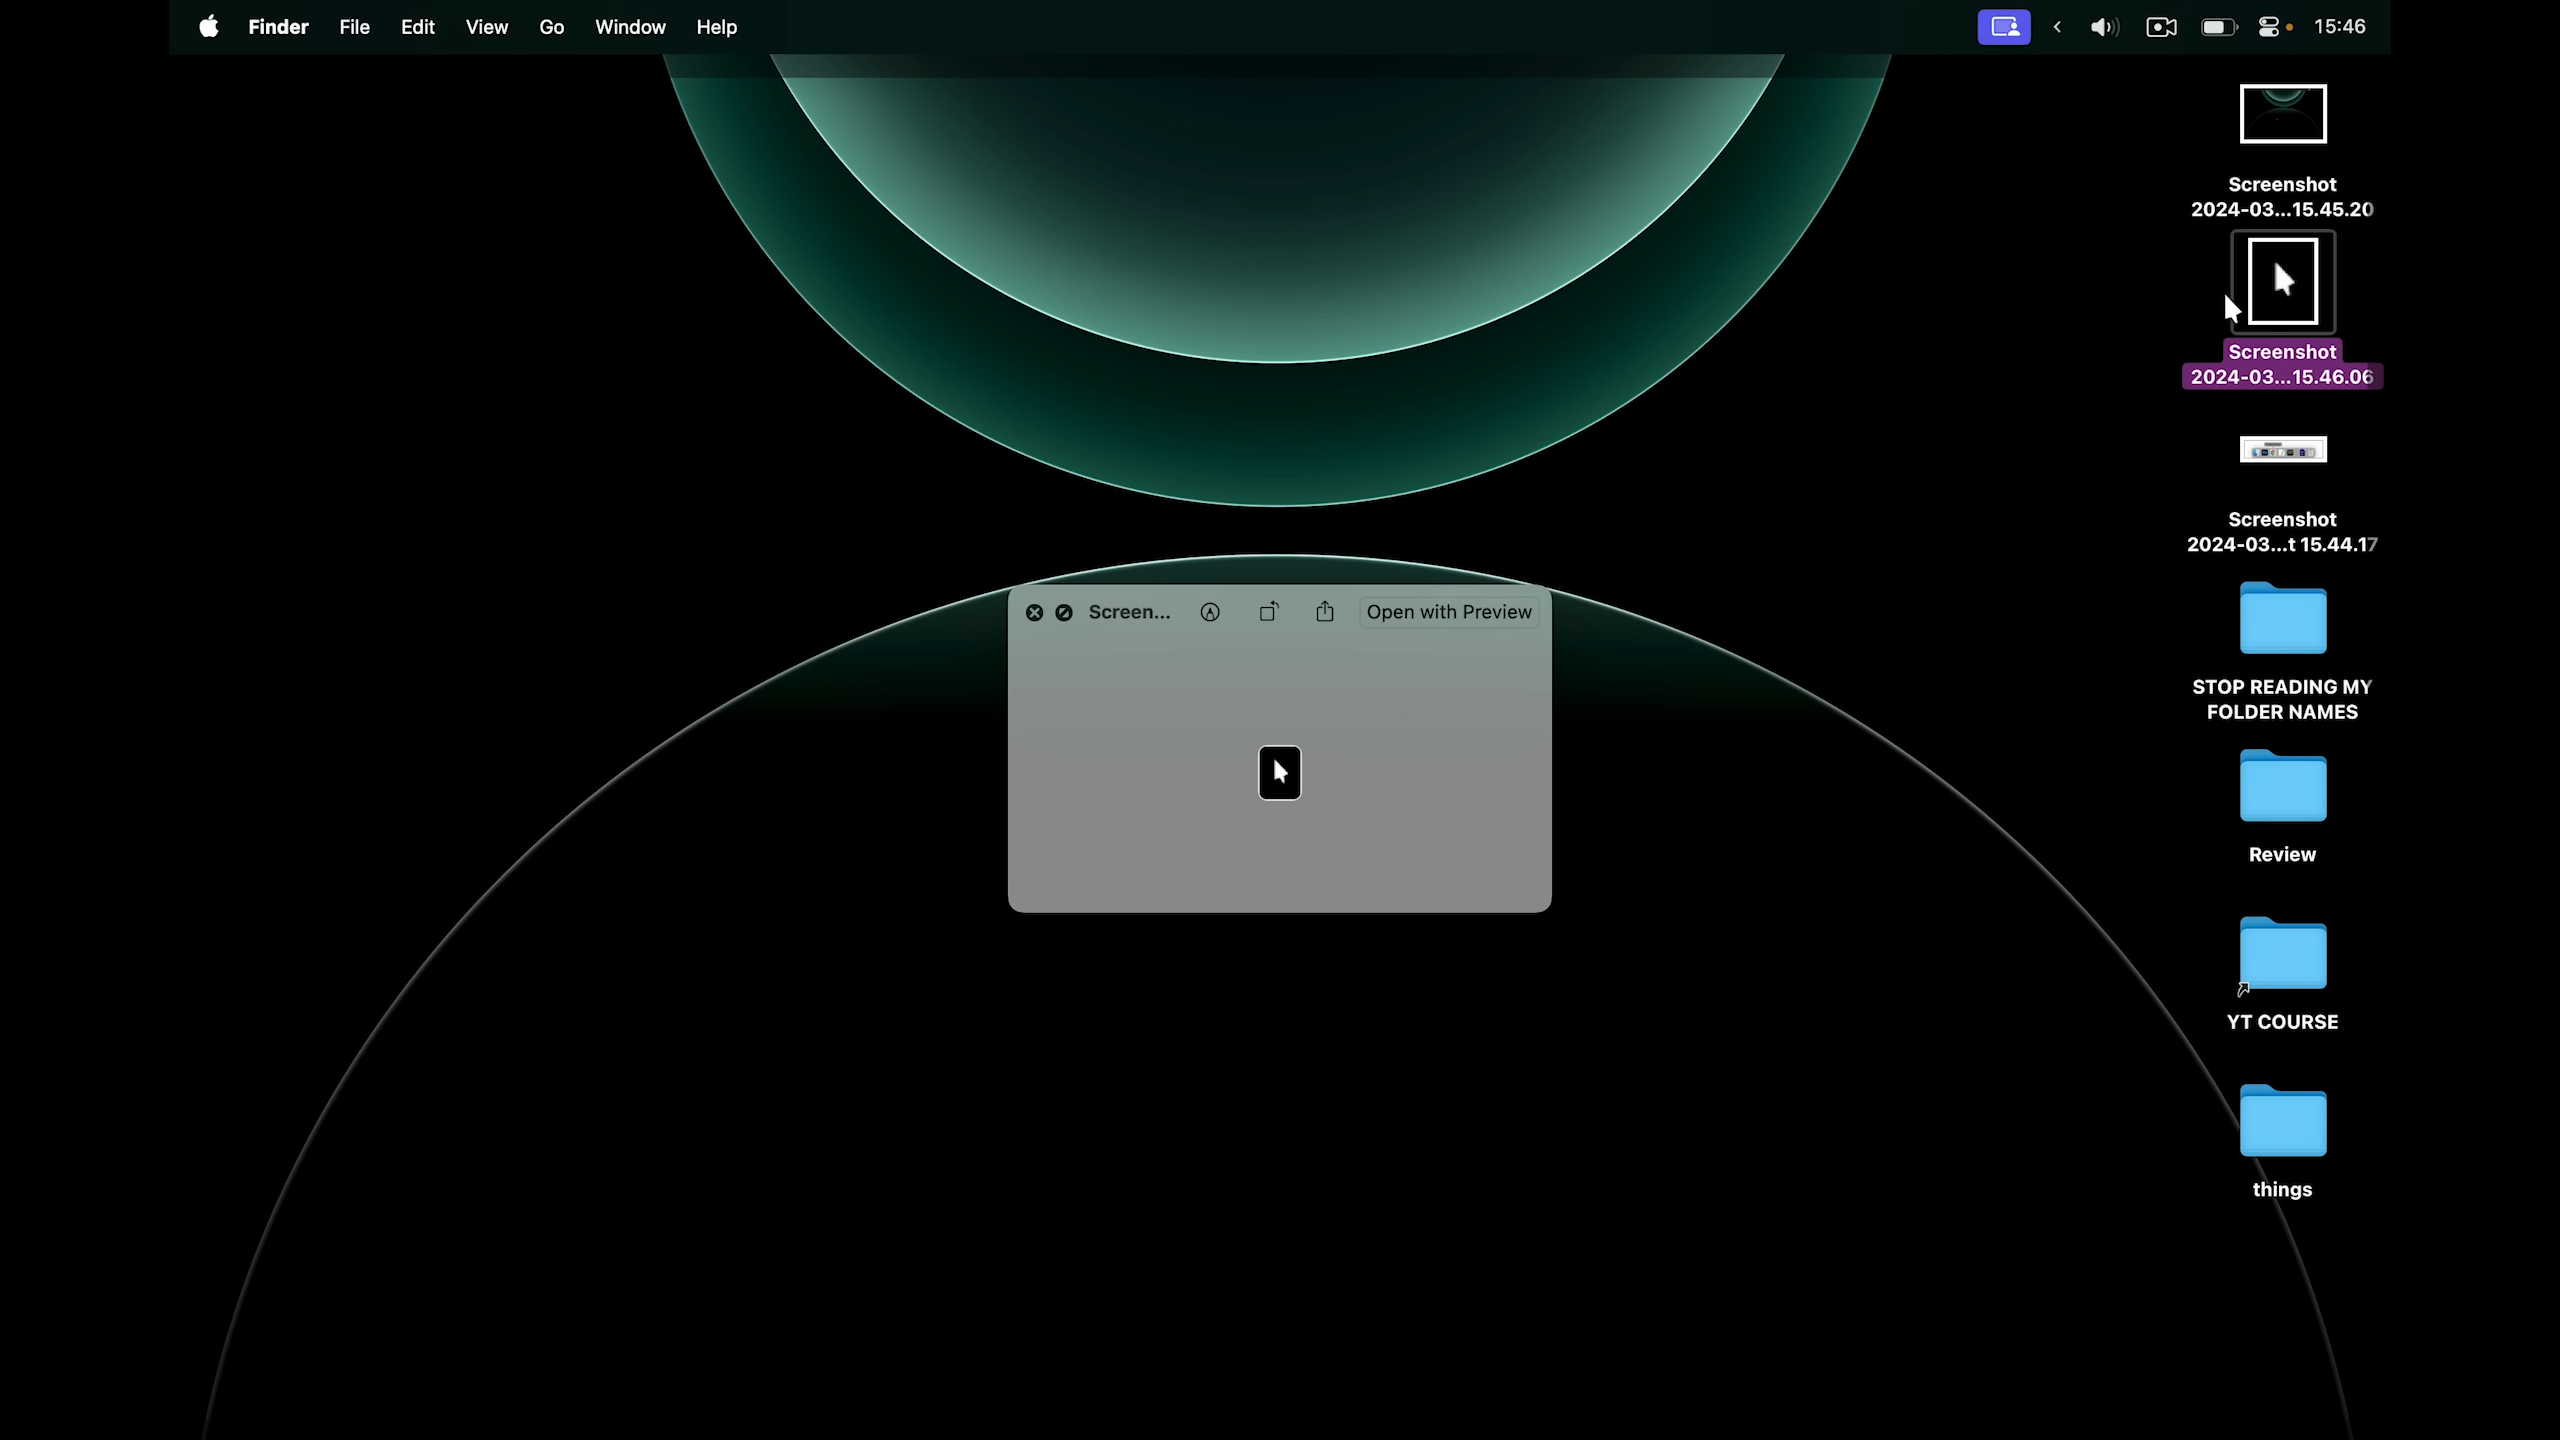 Finder File Edit View Go Window Help 15:46
Screenshot
2024-03...15.45.20
Screenshot
2024-03...15.46.06
Screenshot
2024-03...t 15.44.17
STOP READING MY
FOLDER NAMES
Review
YT COURSE
things
Screen... Open with Preview